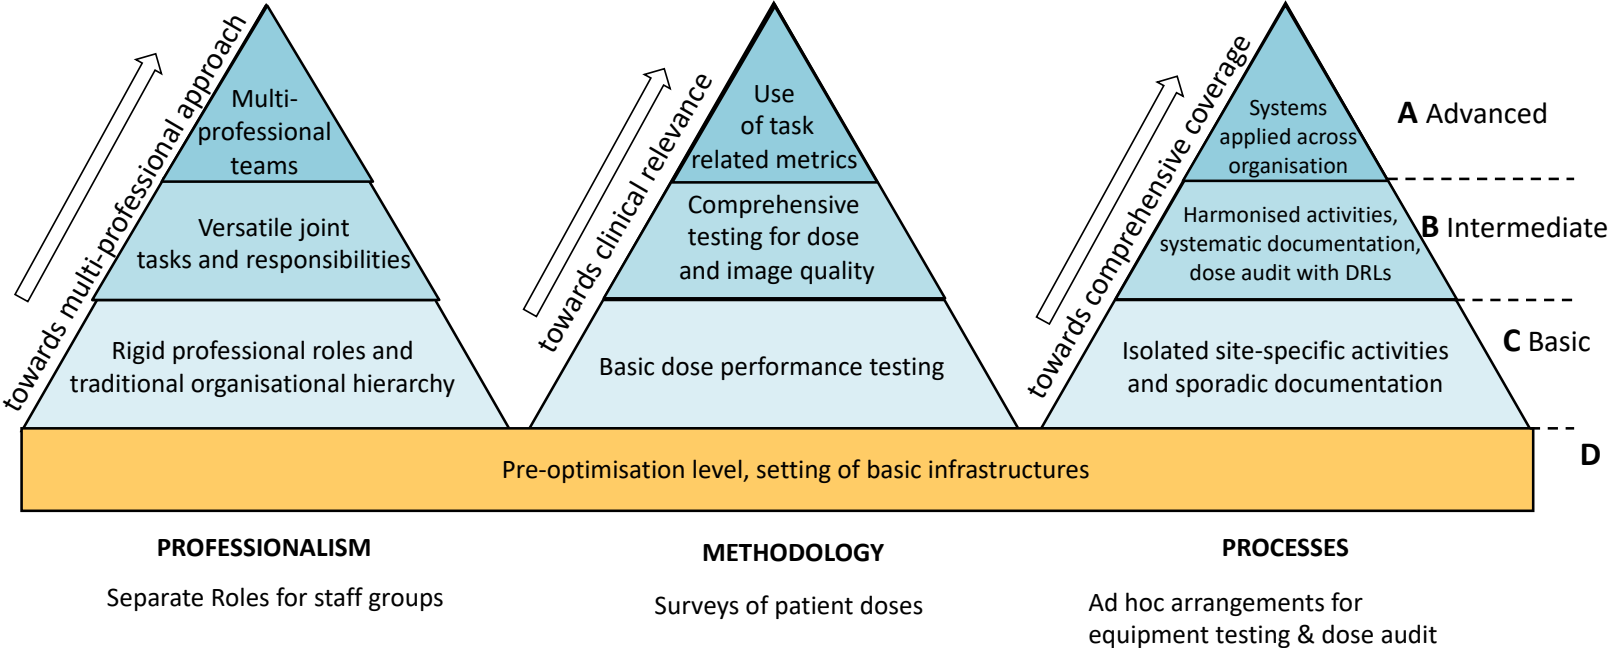 towards multi-professional approach
Multi-
professional
teams
Versatile joint
tasks and responsibilities
Rigid professional roles and
traditional organisational hierarchy
towards clinical relevance
Use
of task
related metrics
Comprehensive
testing for dose
and image quality
Basic dose performance testing
towards comprehensive coverage
Systems
applied across
organisation
Harmonised activities,
systematic documentation,
dose audit with DRLs
Isolated site-specific activities
and sporadic documentation
A Advanced
B Intermediate
C Basic
D
Pre-optimisation level, setting of basic infrastructures
PROFESSIONALISM
Separate Roles for staff groups
METHODOLOGY
Surveys of patient doses
PROCESSES
Ad hoc arrangements for
equipment testing & dose audit